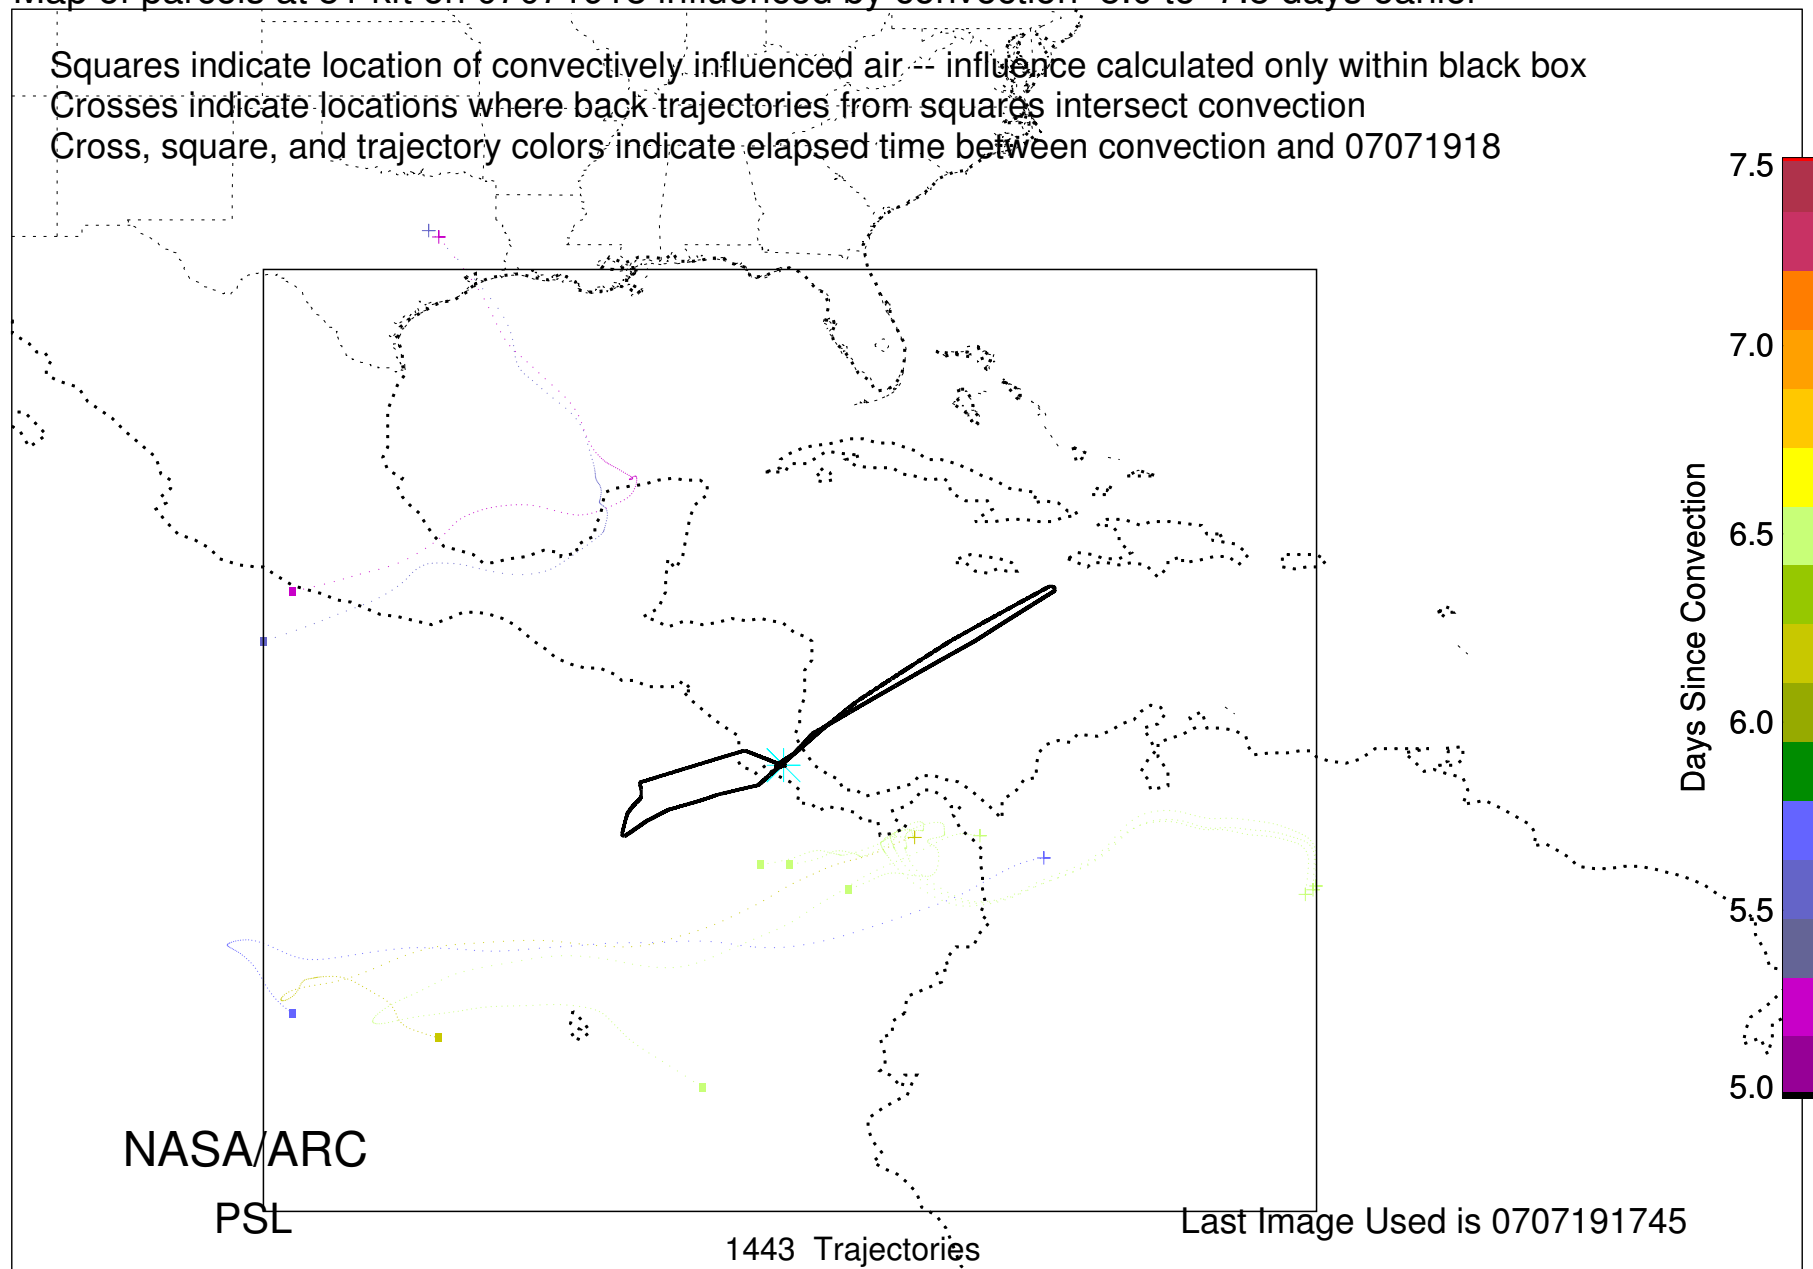 Squares indicate location of convectively influenced air -- influence calculated only within black box
Crosses indicate locations where back trajectories from squares intersect convection
Cross, square, and trajectory colors indicate elapsed time between convection and 07071918
7.5
7.0
6.5
6.0
5.5
5.0
Days Since Convection
NASA/ARC
PSL
Last Image Used is 0707191745
1443 Trajectories